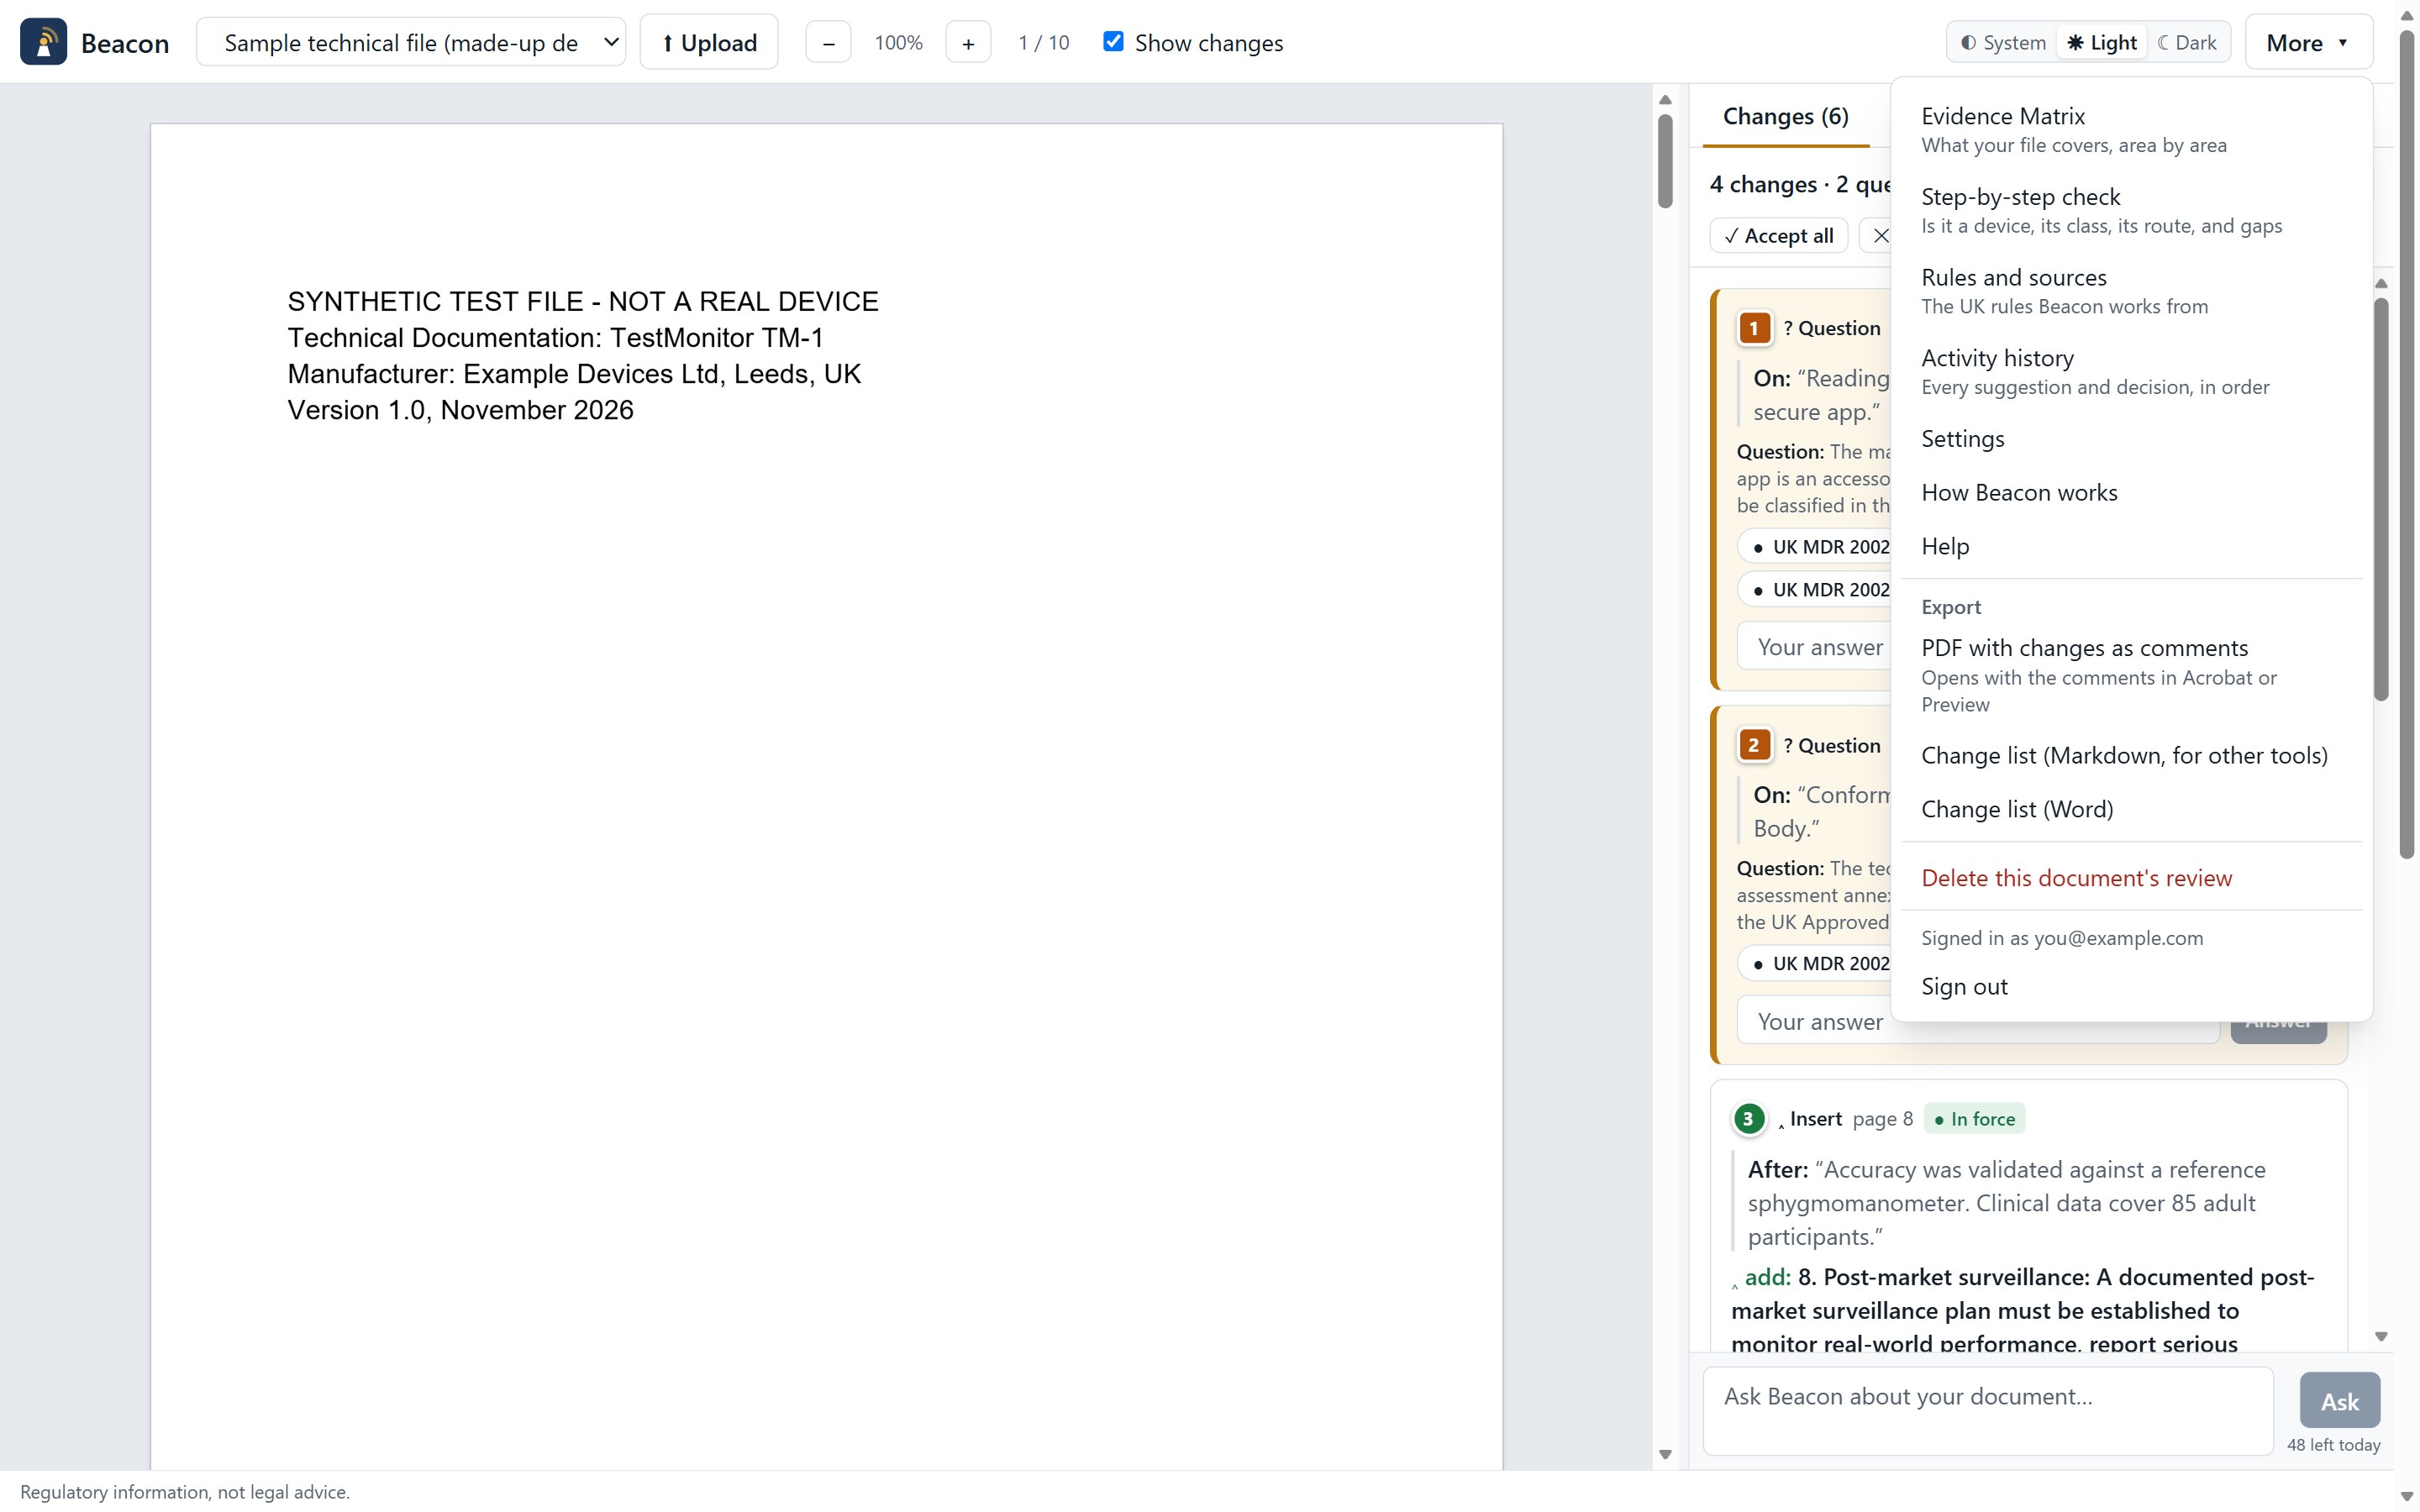 Beacon
Sample technical file (made-up de
Upload
−
100%
+
1 / 10
Show changes
System
Light
Dark
More
SYNTHETIC TEST FILE - NOT A REAL DEVICE
Technical Documentation: TestMonitor TM-1
Manufacturer: Example Devices Ltd, Leeds, UK
Version 1.0, November 2026
Changes (6)
4 changes · 2 que
✓ Accept all
✕
1 ? Question
On: “Reading
secure app.”
Question: The ma
app is an accesso
be classified in th
• UK MDR 2002
• UK MDR 2002
Your answer
2 ? Question
On: “Conform
Body.”
Question: The tec
assessment annex
the UK Approved
• UK MDR 2002
Your answer
Answer
3 ‸ Insert page 8 • In force
After: “Accuracy was validated against a reference
sphygmomanometer. Clinical data cover 85 adult
participants.”
‸ add: 8. Post-market surveillance: A documented post-
market surveillance plan must be established to
monitor real-world performance, report serious
Ask Beacon about your document...
Ask
48 left today
Evidence Matrix
What your file covers, area by area
Step-by-step check
Is it a device, its class, its route, and gaps
Rules and sources
The UK rules Beacon works from
Activity history
Every suggestion and decision, in order
Settings
How Beacon works
Help
Export
PDF with changes as comments
Opens with the comments in Acrobat or
Preview
Change list (Markdown, for other tools)
Change list (Word)
Delete this document's review
Signed in as you@example.com
Sign out
Regulatory information, not legal advice.